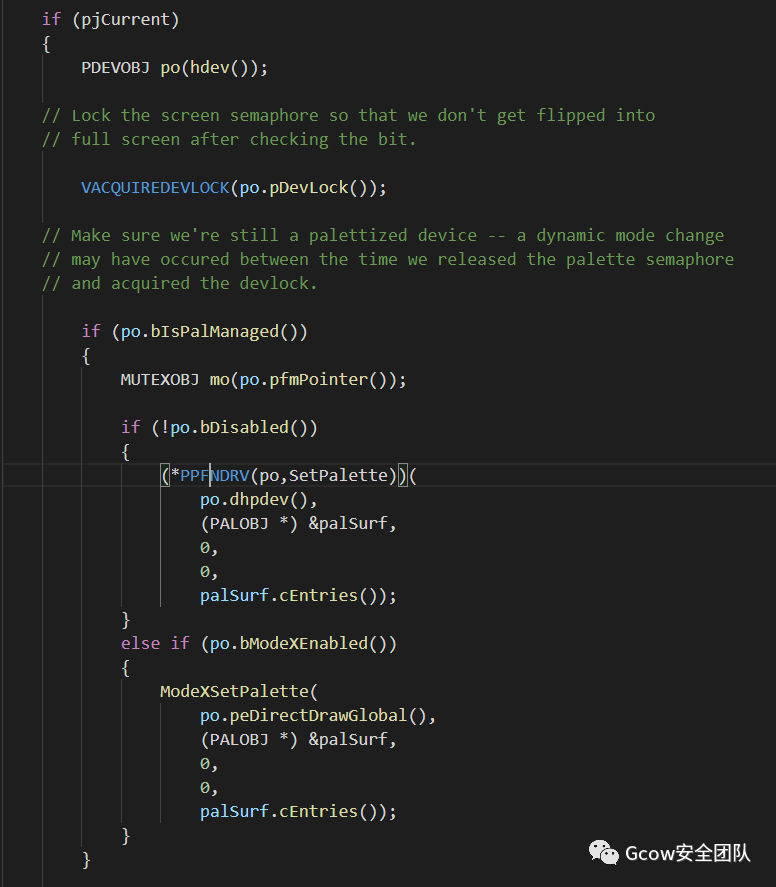 if (pjCurrent)
{
PDEVOBJ po(hdev());
// Lock the screen semaphore so that we don't get flipped into
// full screen after checking the bit.
VACQUIREDEVLOCK(po.pDevLock());
// Make sure we're still a palettized device -- a dynamic mode change
// may have occured between the time we released the palette semaphore
// and acquired the devlock.
if (po.bIsPalManaged())
{
MUTEXOBJ mo(po.pfmPointer());
if (!po.bDisabled())
{
(*PPFNDRV(po,SetPalette))(
po.dhpdev(),
(PALOBJ *) &palSurf,
0,
0,
palSurf.cEntries());
}
else if (po.bModeXEnabled())
{
ModeXSetPalette(
po.peDirectDrawGlobal(),
(PALOBJ *) &palSurf,
0,
0,
palSurf.cEntries());
}
}
Gcow安全团队